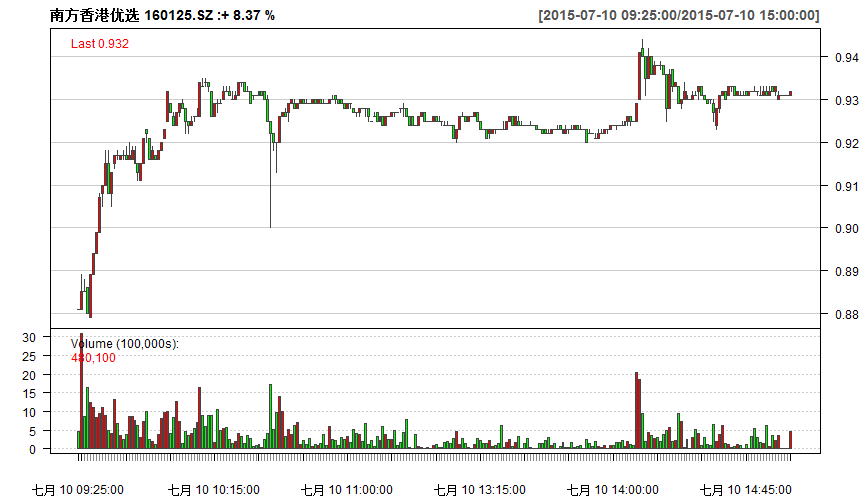 南方香港优选 160125.SZ :+ 8.37 %
[2015-07-10 09:25:00/2015-07-10 15:00:00]
Last 0.932
0.94
0.93
0.92
0.91
0.90
0.89
0.88
Volume (100,000s):
480,100
30
25
20
15
10
5
0
七月 10 09:25:00
七月 10 10:15:00
七月 10 11:00:00
七月 10 13:15:00
七月 10 14:00:00
七月 10 14:45:00